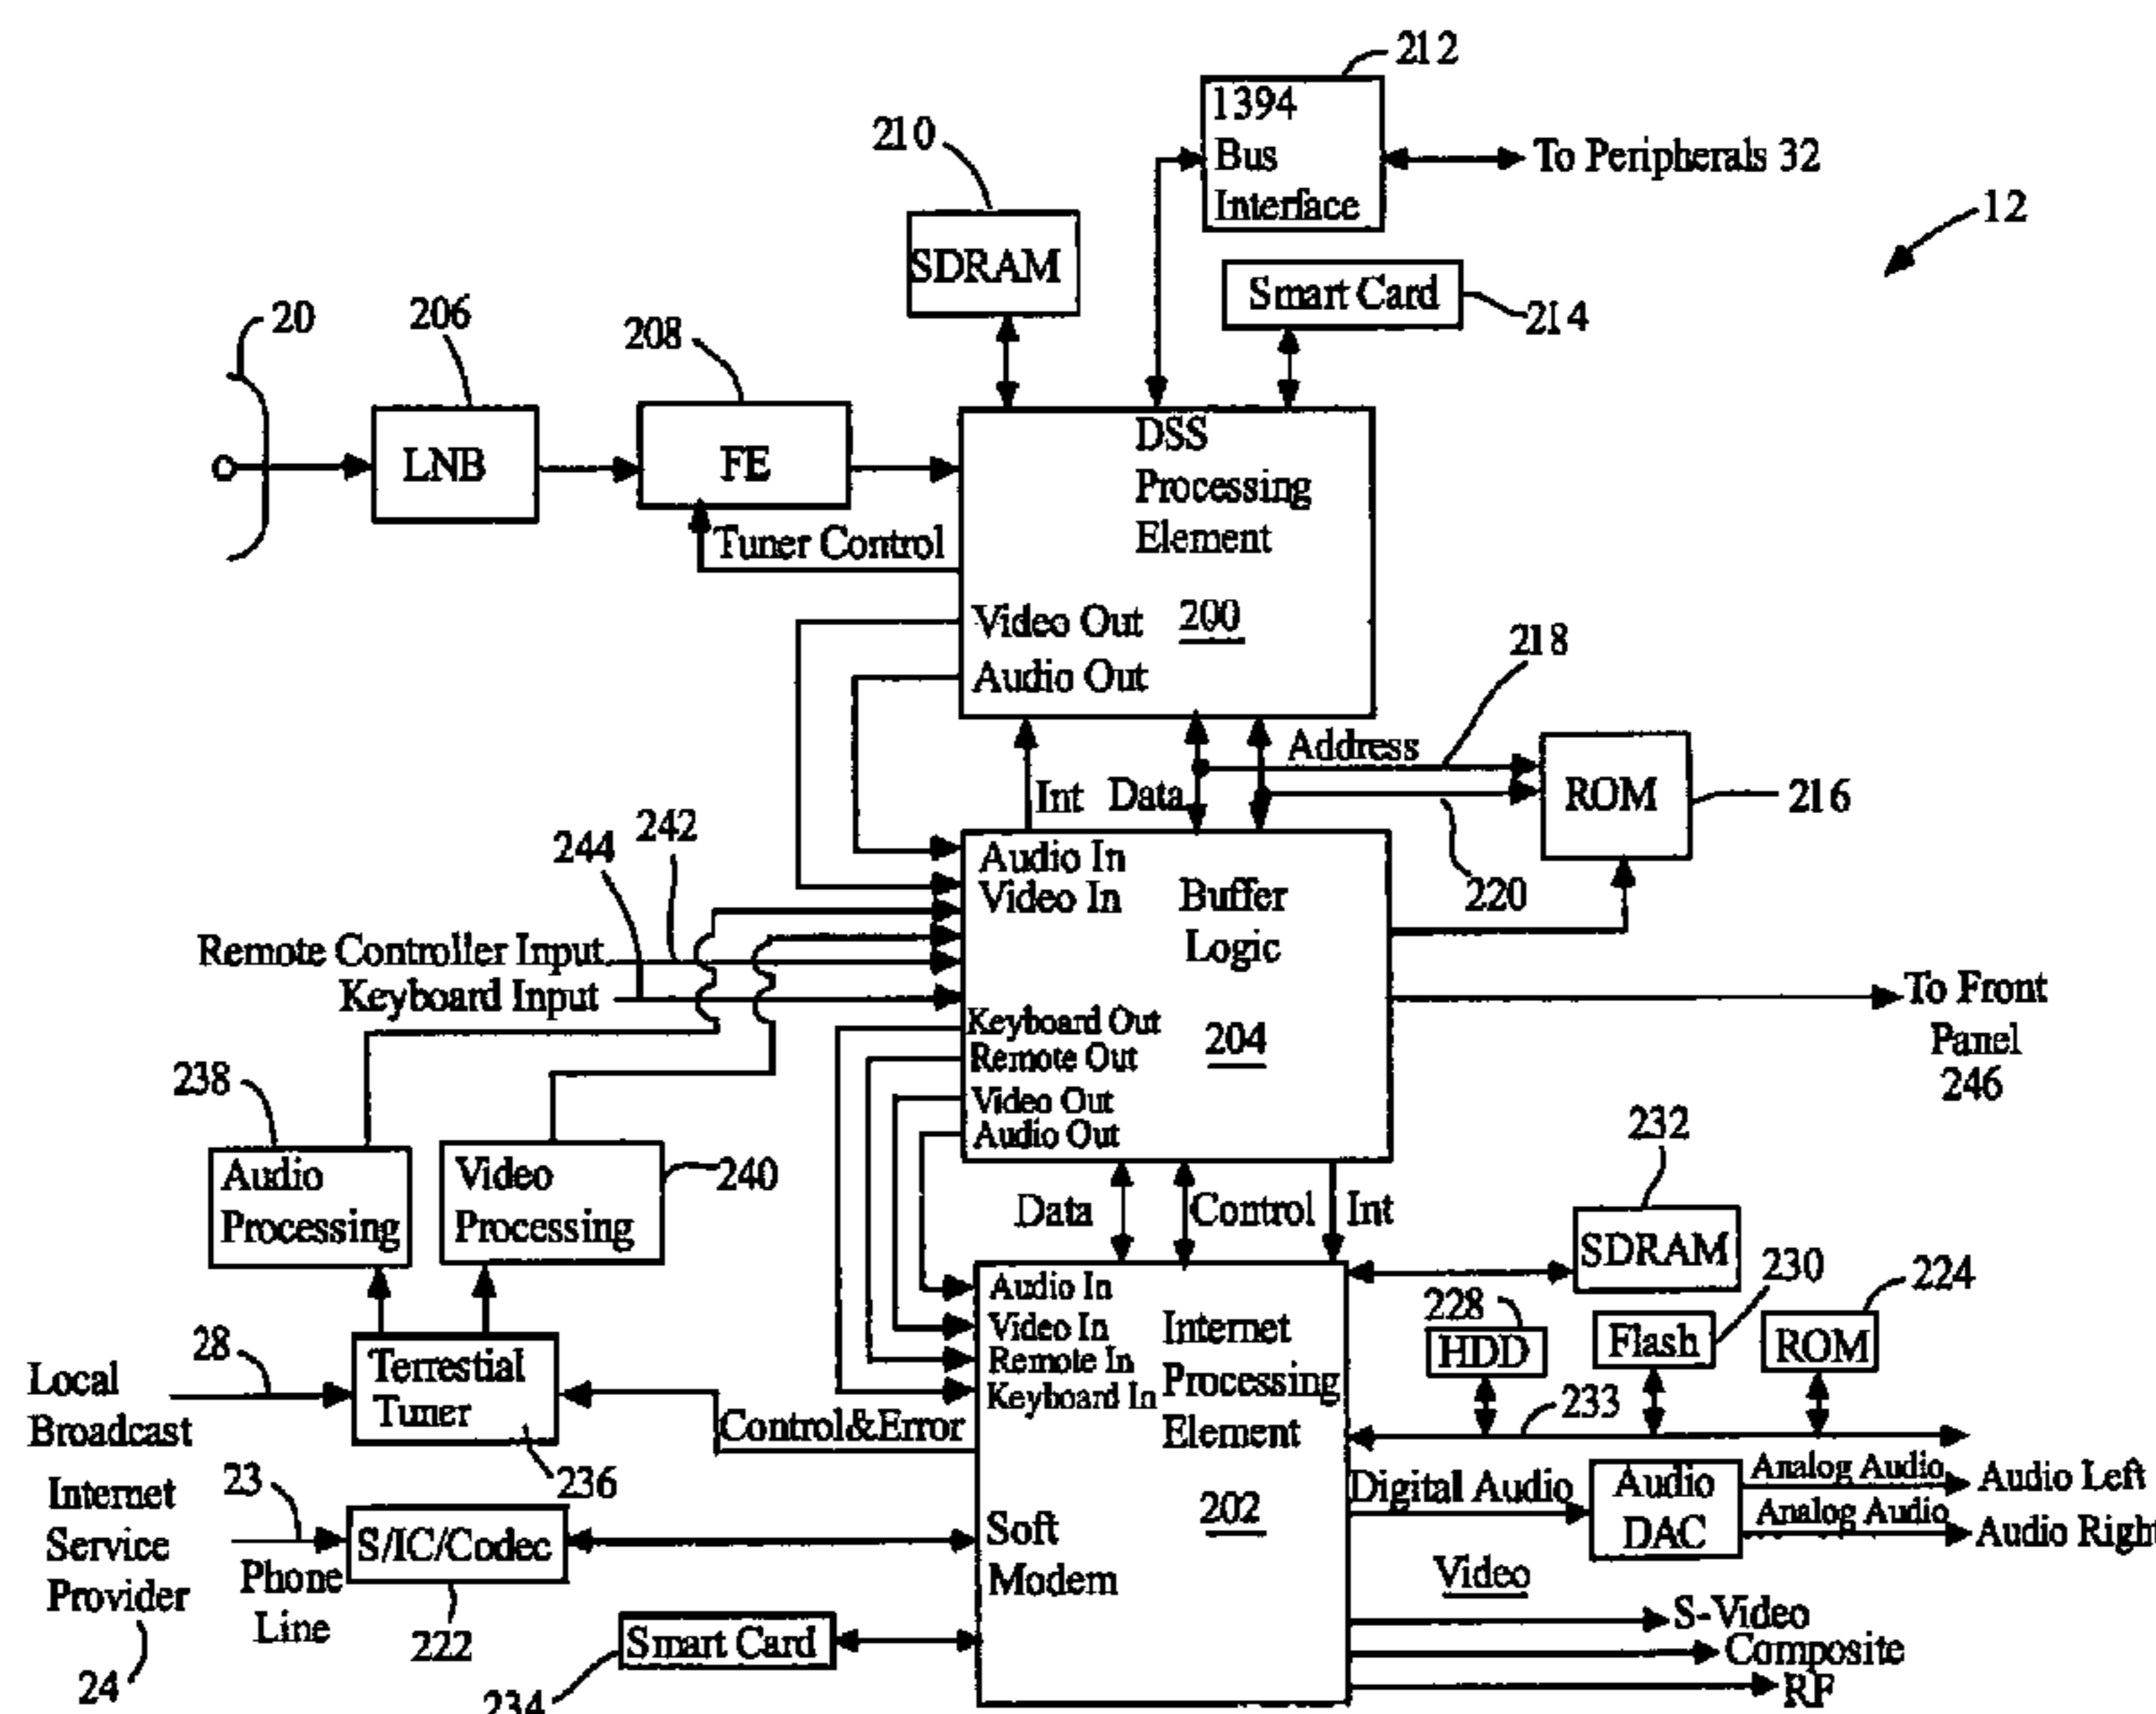 212
1394
Bus
Interface
To Peripherals 32
210
SDRAM
12
Smart Card
214
20
206
208
LNB
FE
DSS
Processing
Element
200
Tuner Control
Video Out
Audio Out
218
Address
Int
Data
ROM
216
220
244
242
Audio In
Video In
Buffer
Logic
204
Remote Controller Input
Keyboard Input
Keyboard Out
Remote Out
Video Out
Audio Out
To Front
Panel
246
238
Audio
Processing
Video
Processing
240
Data
Control
Int
232
SDRAM
Audio In
Video In
Remote In
Keyboard In
Internet
Processing
Element
202
228
HDD
230
Flash
224
ROM
233
28
Local
Broadcast
Terrestial
Tuner
236
Control&Error
Digital Audio
Audio
DAC
Analog Audio
Audio Left
Analog Audio
Audio Right
Internet
Service
Provider
24
23
Phone
Line
S/IC/Codec
222
Soft
Modem
Smart Card
234
Video
S-Video
Composite
RF